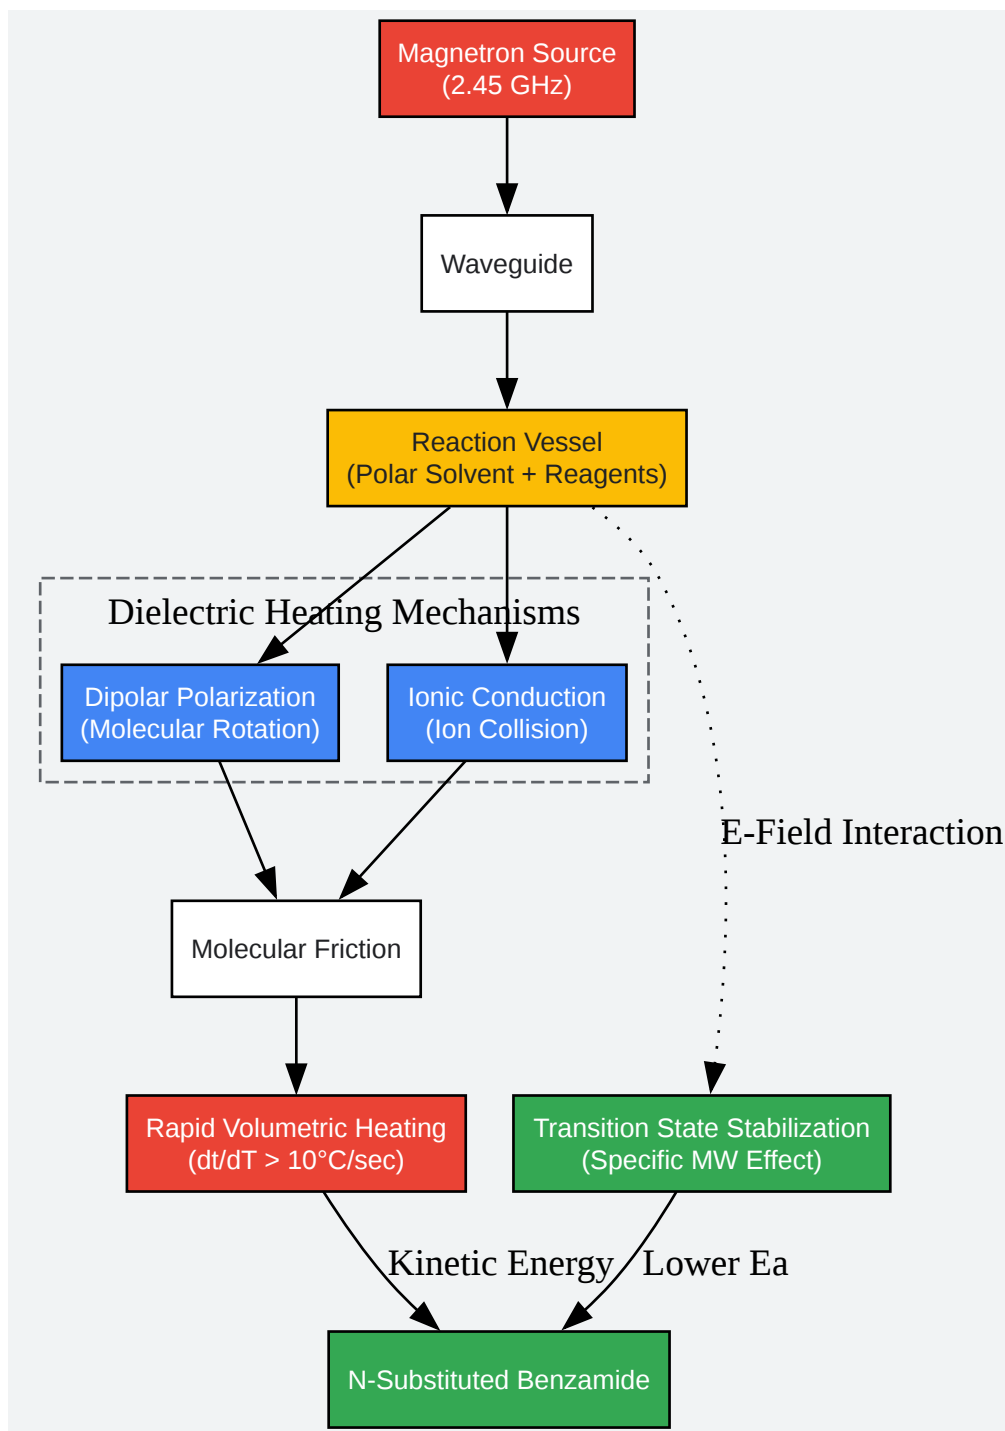 Magnetron Source
(2.45 GHz)
Waveguide
Reaction Vessel
(Polar Solvent + Reagents)
Dielectric Heating Mechanisms
Dipolar Polarization
(Molecular Rotation)
Ionic Conduction
(Ion Collision)
E-Field Interaction
Molecular Friction
Rapid Volumetric Heating
(dt/dT > 10°C/sec)
Transition State Stabilization
(Specific MW Effect)
Kinetic Energy
Lower Ea
N-Substituted Benzamide